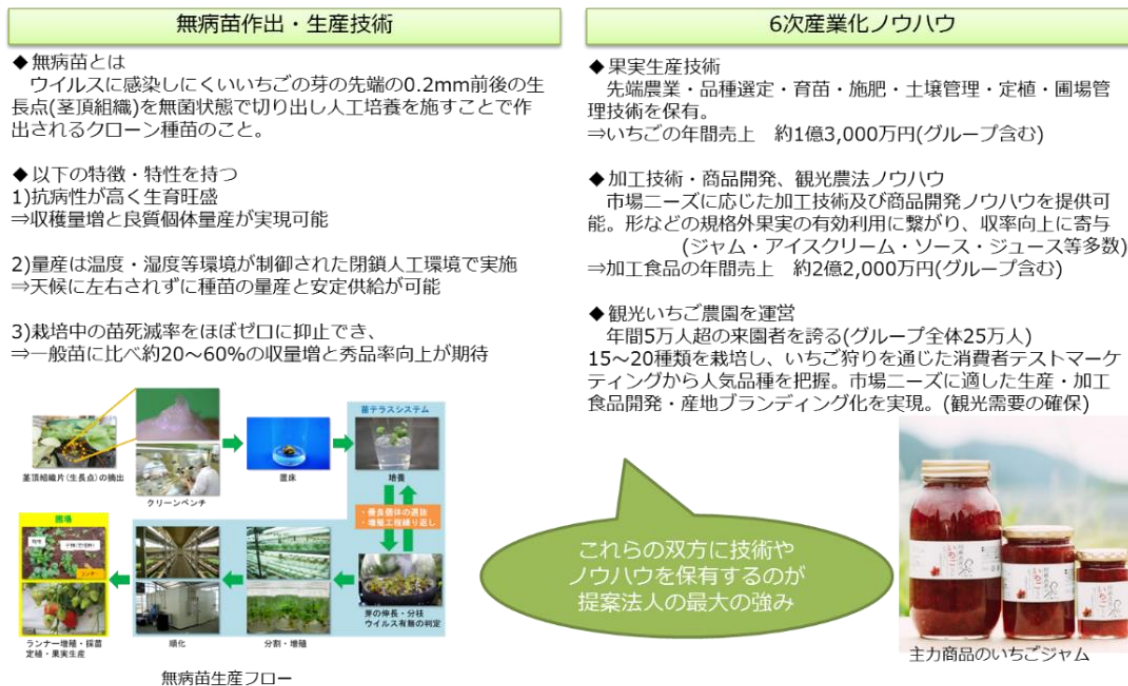 無病苗作出・生産技術
◆ 無病苗とは
ウイルスに感染しにくいいちごの芽の先端の0.2mm前後の生
長点(茎頂組織)を無菌状態で切り出し人工培養を施すことで作
出されるクローン種苗のこと。
◆ 以下の特徴・特性を持つ
1)抗病性が高く生育旺盛
⇒収穫量増と良質個体量産が実現可能
2)量産は温度・湿度等環境が制御された閉鎖人工環境で実施
⇒天候に左右されずに種苗の量産と安定供給が可能
3)栽培中の苗死滅率をほぼゼロに抑止でき、
⇒一般苗に比べ約20～60%の収量増と秀品率向上が期待
茎頂組織片(生長点)の摘出
クリーンベンチ
置床
苗テラスシステム
培養
・優良個体の選抜
・増殖工程繰り返し
芽の伸長・分枝
ウイルス有無の判定
分割・増殖
順化
圃場
ランナー増殖・採苗
定植・果実生産
無病苗生産フロー
6次産業化ノウハウ
◆ 果実生産技術
先端農業・品種選定・育苗・施肥・土壌管理・定植・圃場管
理技術を保有。
⇒いちごの年間売上　約1億3,000万円(グループ含む)
◆ 加工技術・商品開発、観光農法ノウハウ
市場ニーズに応じた加工技術及び商品開発ノウハウを提供可
能。形などの規格外果実の有効利用に繋がり、収率向上に寄与
(ジャム・アイスクリーム・ソース・ジュース等多数)
⇒加工食品の年間売上　約2億2,000万円(グループ含む)
◆ 観光いちご農園を運営
年間5万人超の来園者を誇る(グループ全体25万人)
15～20種類を栽培し、いちご狩りを通じた消費者テストマーケ
ティングから人気品種を把握。市場ニーズに適した生産・加工
食品開発・産地ブランディング化を実現。(観光需要の確保)
これらの双方に技術や
ノウハウを保有するのが
提案法人の最大の強み
いちご
いちご
いちご
主力商品のいちごジャム